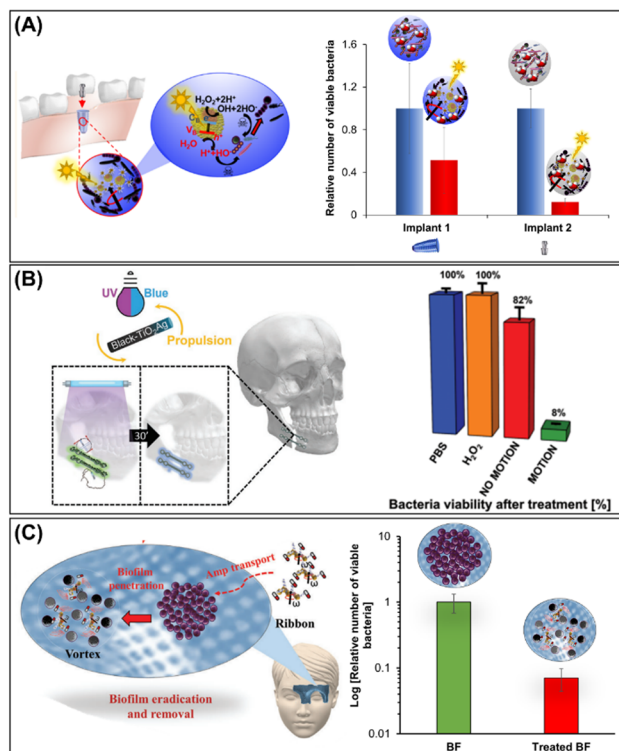 (A)
H₂O₂+2H⁺
OH+2HO⁻
H₂O
H⁺+HO
Relative number of viable bacteria
1.6
1.2
0.8
0.4
0
Implant 1
Implant 2
(B)
UV
Blue
Black-TiO₂/Ag
Propulsion
30'
100%
100%
82%
8%
PBS
H₂O₂
NO MOTION
MOTION
Bacteria viability after treatment [%]
(C)
Biofilm
penetration
Amp transport
Vortex
Ribbon
Biofilm eradication
and removal
Log [Relative number of viable
bacteria]
10
1
0.1
0.01
BF
Treated BF